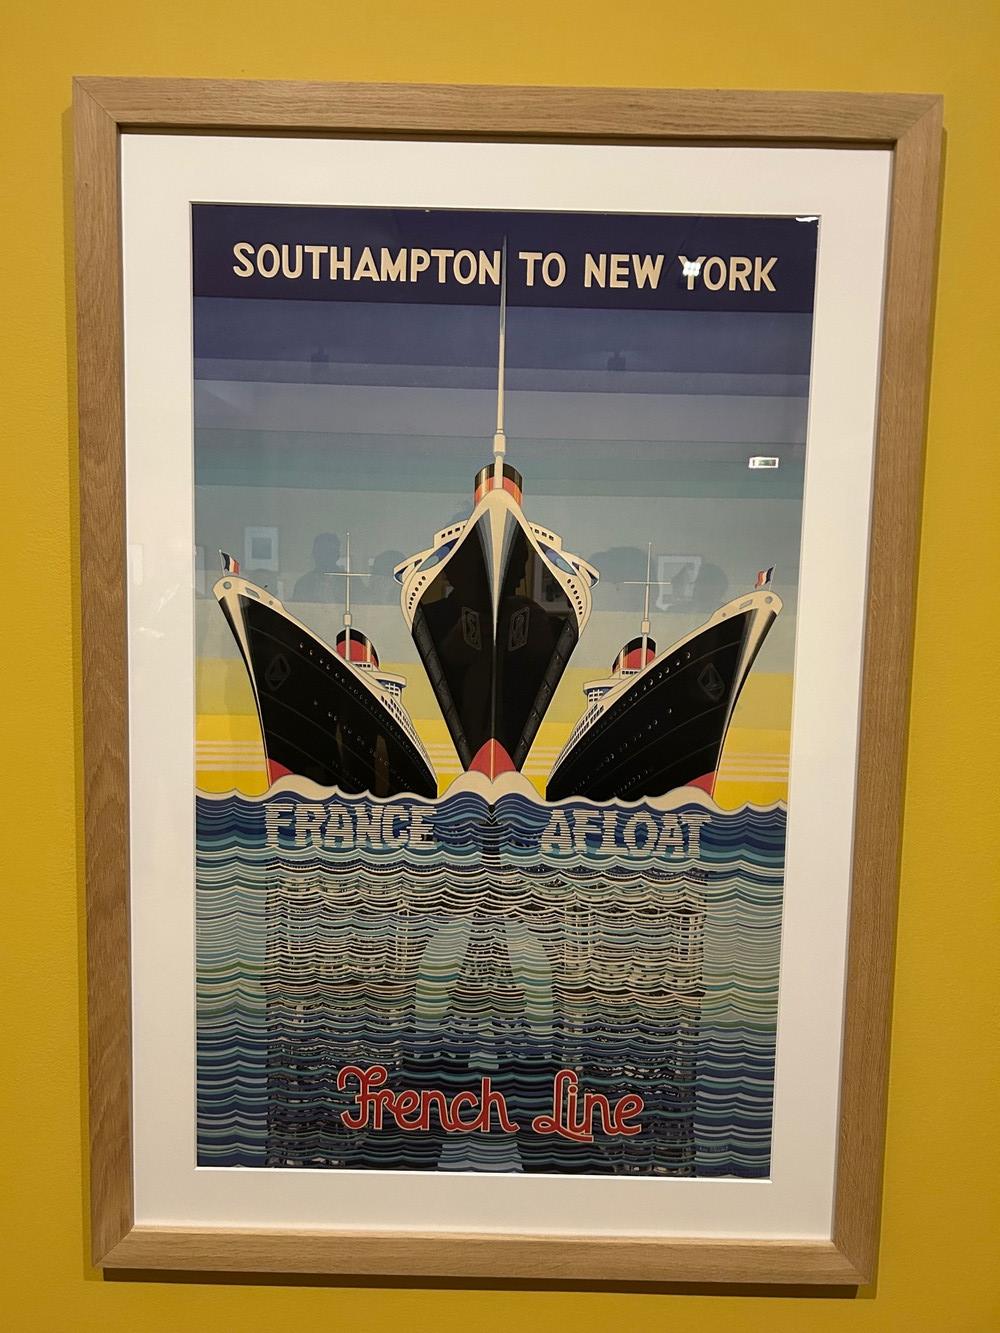 SOUTHAMPTON TO NEW YORK
FRANCE AFLOAT
French Line